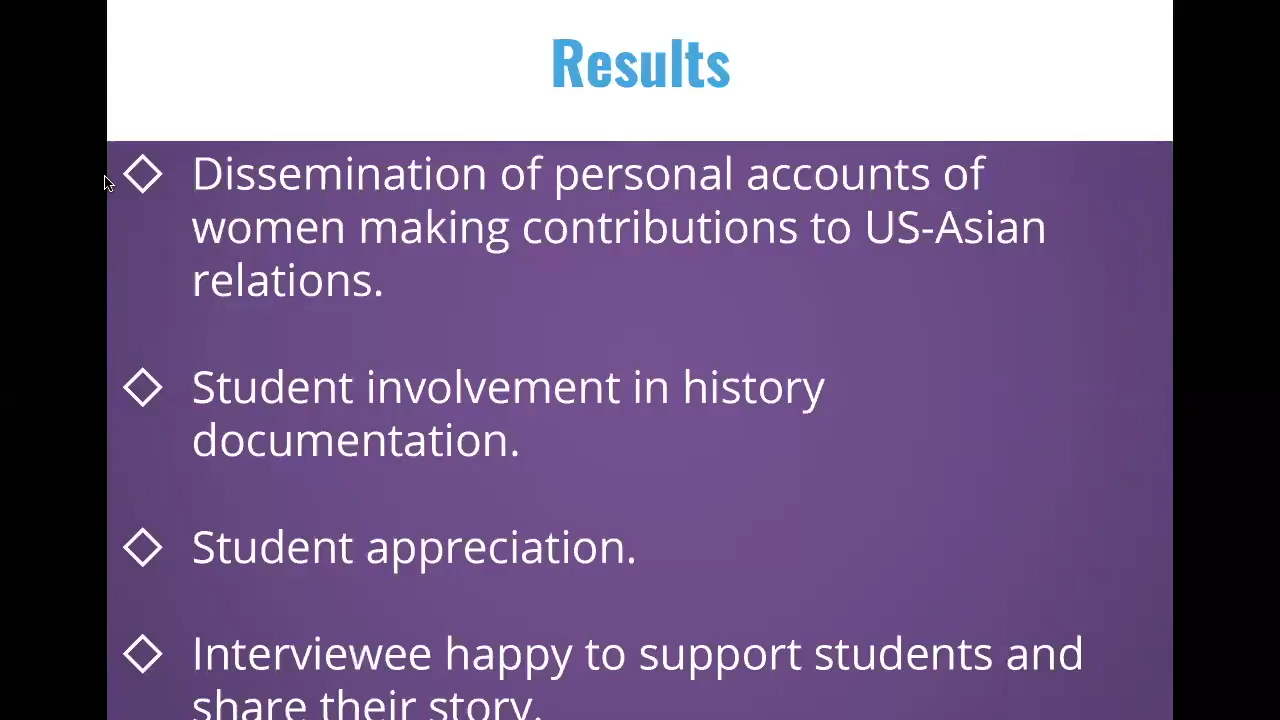 Results
Dissemination of personal accounts of
women making contributions to US-Asian
relations.
Student involvement in history
documentation.
Student appreciation.
Interviewee happy to support students and
share their story.